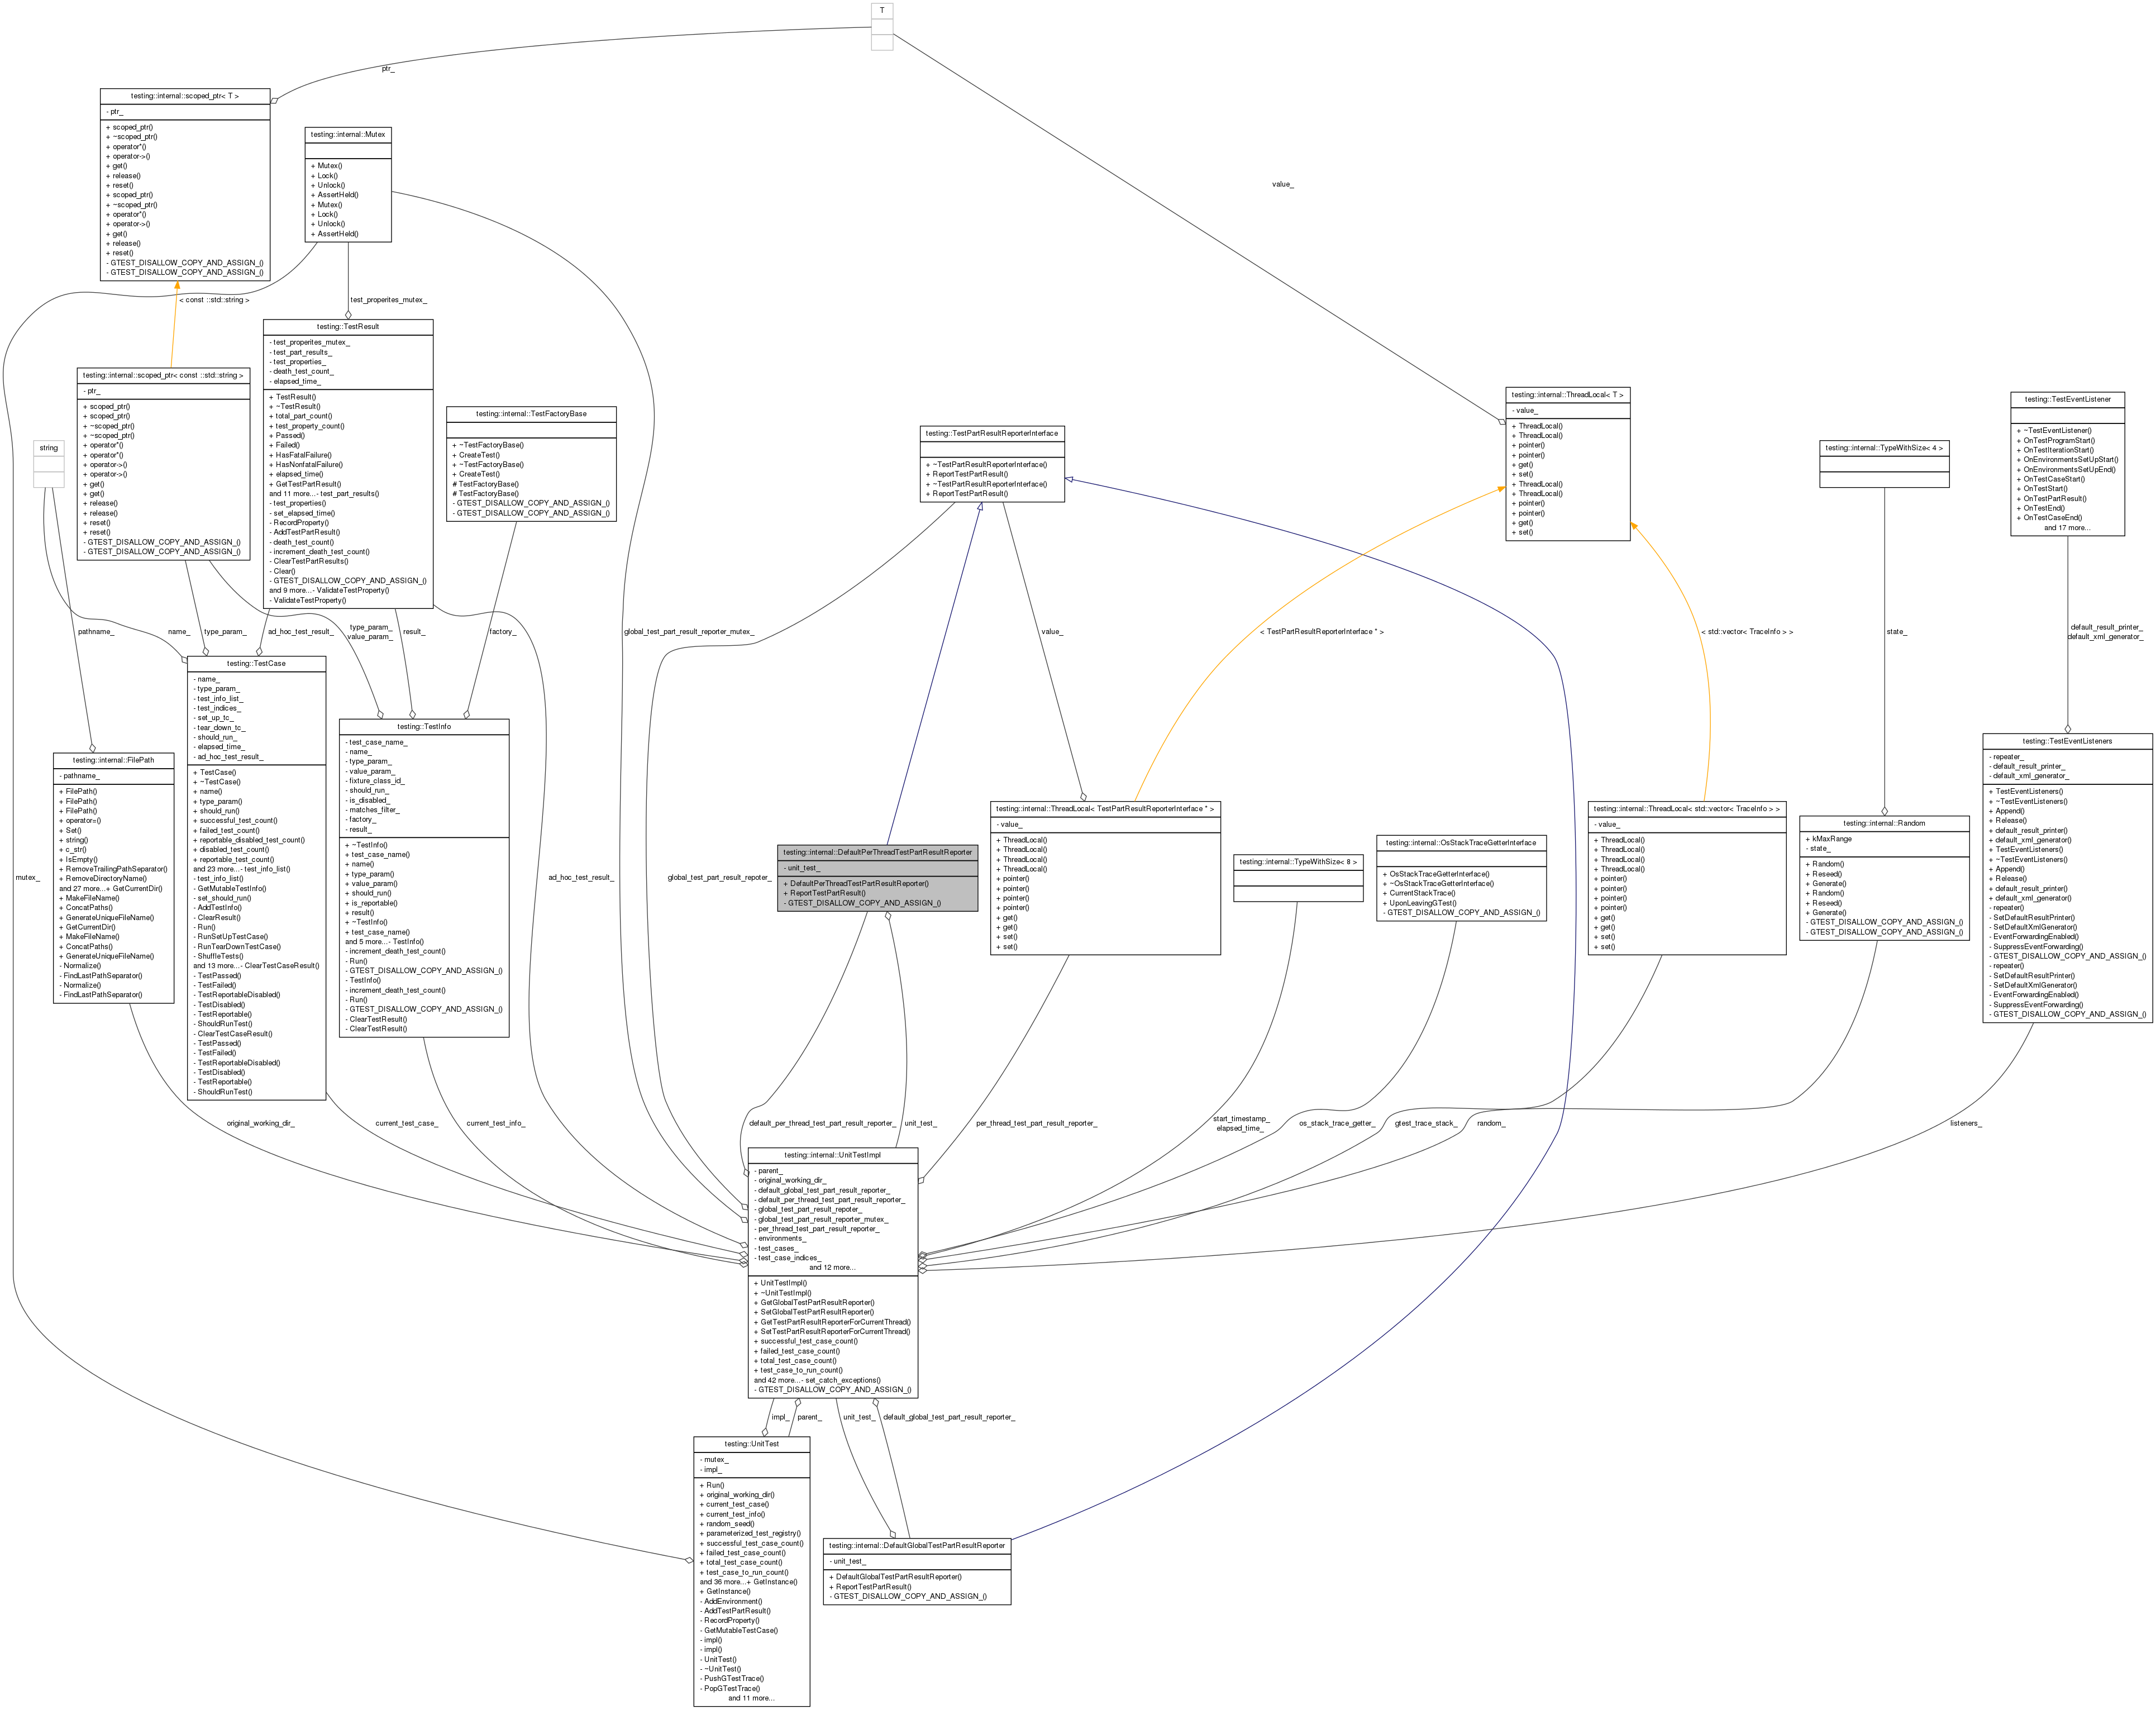 T
ptr_
value_
testing::internal::scoped_ptr< T >
- ptr_
+ scoped_ptr()
+ ~scoped_ptr()
+ operator*()
+ operator->()
+ get()
+ release()
+ reset()
+ scoped_ptr()
+ ~scoped_ptr()
+ operator*()
+ operator->()
+ get()
+ release()
+ reset()
- GTEST_DISALLOW_COPY_AND_ASSIGN_()
- GTEST_DISALLOW_COPY_AND_ASSIGN_()
testing::internal::Mutex
+ Mutex()
+ Lock()
+ Unlock()
+ AssertHeld()
+ Mutex()
+ Lock()
+ Unlock()
+ AssertHeld()
< const ::std::string >
test_properites_mutex_
testing::TestResult
- test_properites_mutex_
- test_part_results_
- test_properties_
- death_test_count_
- elapsed_time_
+ TestResult()
+ ~TestResult()
+ total_part_count()
+ test_property_count()
+ Passed()
+ Failed()
+ HasFatalFailure()
+ HasNonfatalFailure()
+ elapsed_time()
+ GetTestPartResult()
and 11 more...- test_part_results()
- test_properties()
- set_elapsed_time()
- RecordProperty()
- AddTestPartResult()
- death_test_count()
- increment_death_test_count()
- ClearTestPartResults()
- Clear()
- GTEST_DISALLOW_COPY_AND_ASSIGN_()
and 9 more...- ValidateTestProperty()
- ValidateTestProperty()
testing::internal::scoped_ptr< const ::std::string >
- ptr_
+ scoped_ptr()
+ scoped_ptr()
+ ~scoped_ptr()
+ ~scoped_ptr()
+ operator*()
+ operator*()
+ operator->()
+ operator->()
+ get()
+ get()
+ release()
+ release()
+ reset()
+ reset()
- GTEST_DISALLOW_COPY_AND_ASSIGN_()
- GTEST_DISALLOW_COPY_AND_ASSIGN_()
string
testing::internal::TestFactoryBase
+ ~TestFactoryBase()
+ CreateTest()
+ ~TestFactoryBase()
+ CreateTest()
# TestFactoryBase()
# TestFactoryBase()
- GTEST_DISALLOW_COPY_AND_ASSIGN_()
- GTEST_DISALLOW_COPY_AND_ASSIGN_()
testing::TestPartResultReporterInterface
+ ~TestPartResultReporterInterface()
+ ReportTestPartResult()
+ ~TestPartResultReporterInterface()
+ ReportTestPartResult()
testing::internal::ThreadLocal< T >
- value_
+ ThreadLocal()
+ ThreadLocal()
+ pointer()
+ pointer()
+ get()
+ set()
+ ThreadLocal()
+ ThreadLocal()
+ pointer()
+ pointer()
+ get()
+ set()
testing::internal::TypeWithSize< 4 >
testing::TestEventListener
+ ~TestEventListener()
+ OnTestProgramStart()
+ OnTestIterationStart()
+ OnEnvironmentsSetUpStart()
+ OnEnvironmentsSetUpEnd()
+ OnTestCaseStart()
+ OnTestStart()
+ OnTestPartResult()
+ OnTestEnd()
+ OnTestCaseEnd()
and 17 more...
pathname_
name_
type_param_
ad_hoc_test_result_
type_param_
value_param_
result_
factory_
global_test_part_result_reporter_mutex_
value_
< TestPartResultReporterInterface * >
< std::vector< TraceInfo > >
state_
default_result_printer_
default_xml_generator_
testing::TestCase
- name_
- type_param_
- test_info_list_
- test_indices_
- set_up_tc_
- tear_down_tc_
- should_run_
- elapsed_time_
- ad_hoc_test_result_
+ TestCase()
+ ~TestCase()
+ name()
+ type_param()
+ should_run()
+ successful_test_count()
+ failed_test_count()
+ reportable_disabled_test_count()
+ disabled_test_count()
+ reportable_test_count()
and 23 more...- test_info_list()
- test_info_list()
- GetMutableTestInfo()
- set_should_run()
- AddTestInfo()
- ClearResult()
- Run()
- RunSetUpTestCase()
- RunTearDownTestCase()
- ShuffleTests()
and 13 more...- ClearTestCaseResult()
- TestPassed()
- TestFailed()
- TestReportableDisabled()
- TestDisabled()
- TestReportable()
- ShouldRunTest()
- ClearTestCaseResult()
- TestPassed()
- TestFailed()
- TestReportableDisabled()
- TestDisabled()
- TestReportable()
- ShouldRunTest()
testing::TestInfo
- test_case_name_
- name_
- type_param_
- value_param_
- fixture_class_id_
- should_run_
- is_disabled_
- matches_filter_
- factory_
- result_
+ ~TestInfo()
+ test_case_name()
+ name()
+ type_param()
+ value_param()
+ should_run()
+ is_reportable()
+ result()
+ ~TestInfo()
+ test_case_name()
and 5 more...- TestInfo()
- increment_death_test_count()
- Run()
- GTEST_DISALLOW_COPY_AND_ASSIGN_()
- TestInfo()
- increment_death_test_count()
- Run()
- GTEST_DISALLOW_COPY_AND_ASSIGN_()
- ClearTestResult()
- ClearTestResult()
testing::internal::FilePath
- pathname_
+ FilePath()
+ FilePath()
+ FilePath()
+ operator=()
+ Set()
+ string()
+ c_str()
+ IsEmpty()
+ RemoveTrailingPathSeparator()
+ RemoveDirectoryName()
and 27 more...+ GetCurrentDir()
+ MakeFileName()
+ ConcatPaths()
+ GenerateUniqueFileName()
+ GetCurrentDir()
+ MakeFileName()
+ ConcatPaths()
+ GenerateUniqueFileName()
- Normalize()
- FindLastPathSeparator()
- Normalize()
- FindLastPathSeparator()
mutex_
ad_hoc_test_result_
global_test_part_result_repoter_
testing::internal::DefaultPerThreadTestPartResultReporter
- unit_test_
+ DefaultPerThreadTestPartResultReporter()
+ ReportTestPartResult()
- GTEST_DISALLOW_COPY_AND_ASSIGN_()
testing::internal::ThreadLocal< TestPartResultReporterInterface * >
- value_
+ ThreadLocal()
+ ThreadLocal()
+ ThreadLocal()
+ ThreadLocal()
+ pointer()
+ pointer()
+ pointer()
+ pointer()
+ get()
+ get()
+ set()
+ set()
testing::internal::TypeWithSize< 8 >
testing::internal::OsStackTraceGetterInterface
+ OsStackTraceGetterInterface()
+ ~OsStackTraceGetterInterface()
+ CurrentStackTrace()
+ UponLeavingGTest()
- GTEST_DISALLOW_COPY_AND_ASSIGN_()
testing::internal::ThreadLocal< std::vector< TraceInfo > >
- value_
+ ThreadLocal()
+ ThreadLocal()
+ ThreadLocal()
+ ThreadLocal()
+ pointer()
+ pointer()
+ pointer()
+ pointer()
+ get()
+ get()
+ set()
+ set()
testing::internal::Random
+ kMaxRange
- state_
+ Random()
+ Reseed()
+ Generate()
+ Random()
+ Reseed()
+ Generate()
- GTEST_DISALLOW_COPY_AND_ASSIGN_()
- GTEST_DISALLOW_COPY_AND_ASSIGN_()
testing::TestEventListeners
- repeater_
- default_result_printer_
- default_xml_generator_
+ TestEventListeners()
+ ~TestEventListeners()
+ Append()
+ Release()
+ default_result_printer()
+ default_xml_generator()
+ TestEventListeners()
+ ~TestEventListeners()
+ Append()
+ Release()
+ default_result_printer()
+ default_xml_generator()
- repeater()
- SetDefaultResultPrinter()
- SetDefaultXmlGenerator()
- EventForwardingEnabled()
- SuppressEventForwarding()
- GTEST_DISALLOW_COPY_AND_ASSIGN_()
- repeater()
- SetDefaultResultPrinter()
- SetDefaultXmlGenerator()
- EventForwardingEnabled()
- SuppressEventForwarding()
- GTEST_DISALLOW_COPY_AND_ASSIGN_()
original_working_dir_
current_test_case_
current_test_info_
default_per_thread_test_part_result_reporter_
unit_test_
per_thread_test_part_result_reporter_
start_timestamp_
elapsed_time_
os_stack_trace_getter_
gtest_trace_stack_
random_
listeners_
testing::internal::UnitTestImpl
- parent_
- original_working_dir_
- default_global_test_part_result_reporter_
- default_per_thread_test_part_result_reporter_
- global_test_part_result_repoter_
- global_test_part_result_reporter_mutex_
- per_thread_test_part_result_reporter_
- environments_
- test_cases_
- test_case_indices_
and 12 more...
+ UnitTestImpl()
+ ~UnitTestImpl()
+ GetGlobalTestPartResultReporter()
+ SetGlobalTestPartResultReporter()
+ GetTestPartResultReporterForCurrentThread()
+ SetTestPartResultReporterForCurrentThread()
+ successful_test_case_count()
+ failed_test_case_count()
+ total_test_case_count()
+ test_case_to_run_count()
and 42 more...- set_catch_exceptions()
- GTEST_DISALLOW_COPY_AND_ASSIGN_()
impl_
parent_
unit_test_
default_global_test_part_result_reporter_
testing::UnitTest
- mutex_
- impl_
+ Run()
+ original_working_dir()
+ current_test_case()
+ current_test_info()
+ random_seed()
+ parameterized_test_registry()
+ successful_test_case_count()
+ failed_test_case_count()
+ total_test_case_count()
+ test_case_to_run_count()
and 36 more...+ GetInstance()
+ GetInstance()
- AddEnvironment()
- AddTestPartResult()
- RecordProperty()
- GetMutableTestCase()
- impl()
- impl()
- UnitTest()
- ~UnitTest()
- PushGTestTrace()
- PopGTestTrace()
and 11 more...
testing::internal::DefaultGlobalTestPartResultReporter
- unit_test_
+ DefaultGlobalTestPartResultReporter()
+ ReportTestPartResult()
- GTEST_DISALLOW_COPY_AND_ASSIGN_()